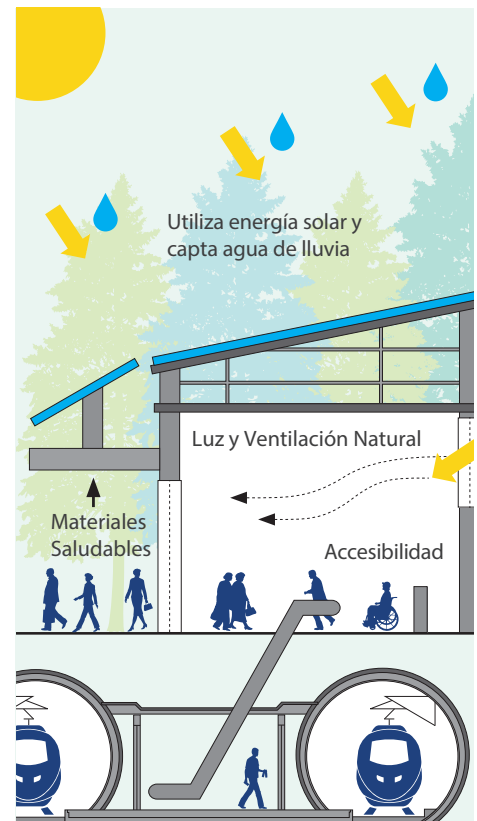 Utiliza energía solar y
capta agua de lluvia
Luz y Ventilación Natural
Materiales
Saludables
Accesibilidad